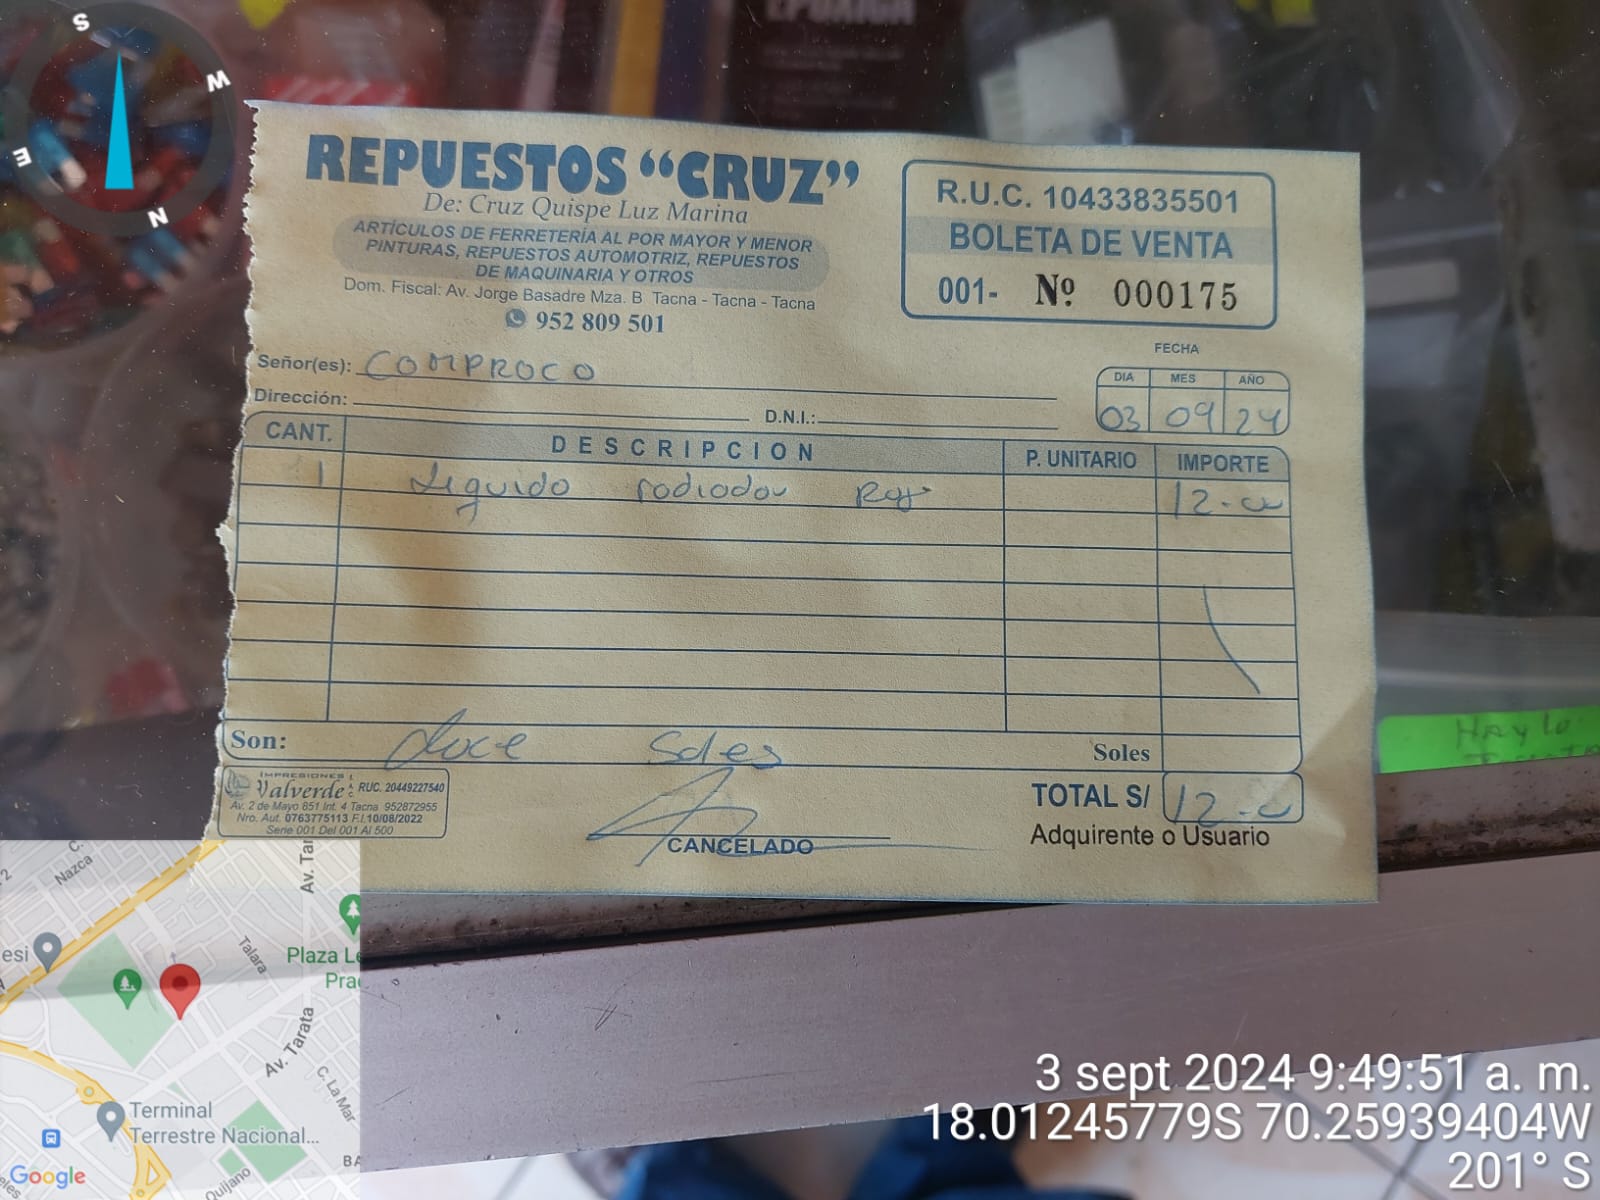 EPOXICA
S
W
E
N
REPUESTOS “CRUZ”
De: Cruz Quispe Luz Marina
ARTÍCULOS DE FERRETERÍA AL POR MAYOR Y MENOR
PINTURAS, REPUESTOS AUTOMOTRIZ, REPUESTOS
DE MAQUINARIA Y OTROS
Dom. Fiscal: Av. Jorge Basadre Mza. B Tacna - Tacna - Tacna
952 809 501
R.U.C. 10433835501
BOLETA DE VENTA
001- Nº 000175
FECHA
DIA MES AÑO
03 09 24
Señor(es): COMPROCO
Dirección: D.N.I.:
CANT. DESCRIPCION P. UNITARIO IMPORTE
1 Liquido radiador 12.00
Son: doce Soles Soles
IMPRESIONES
Valverde RUC. 20449227540
Av. 2 de Mayo 851 Int. 4 Tacna 952872955
Nro. Aut. 0763775113 F.I.10/08/2022
Serie 001 Del 001 Al 500
CANCELADO
TOTAL S/ 12.00
Adquirente o Usuario
Hay lo
C.
Nazca
Av. Tar
esi
Talara
Plaza Le
Prad
Av. Tarata
C. La Mar
Terminal
Terrestre Nacional...
Quijano
BA
Google
3 sept 2024 9:49:51 a. m.
18.01245779S 70.25939404W
201° S